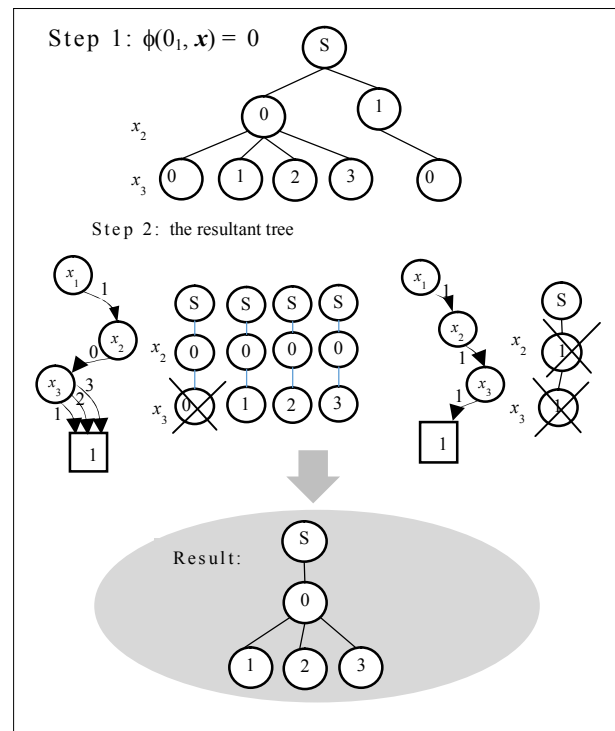 Step 1: ϕ(0₁, x) = 0
S
0 1
x₂
x₃ 0 1 2 3 0
Step 2: the resultant tree
x₁ 1 x₂ 0 x₃ 3 2 1 1
S S S S
x₂ 0 0 0 0
x₃ 0 1 2 3
x₁ 1 x₂ 1 x₃ 1 1
S
x₂ 1
x₃ 1
Result:
S
0
1 2 3